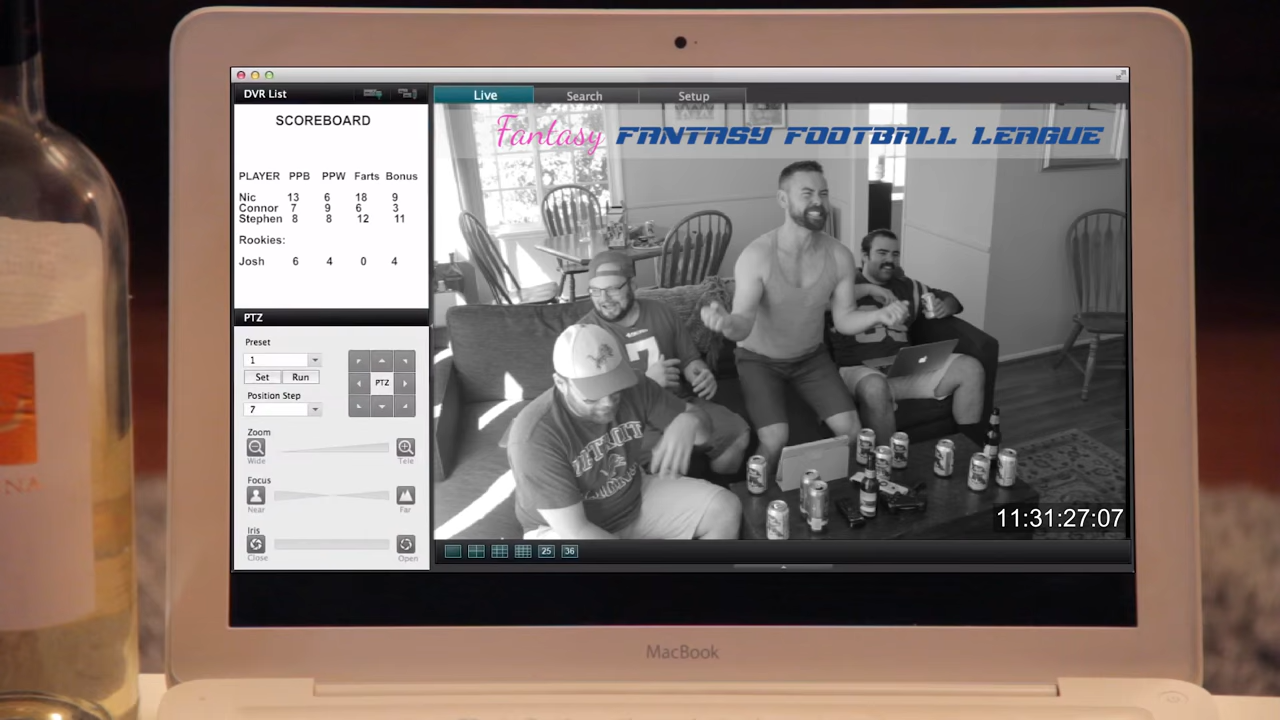 DVR List
Live
Search
Setup
SCOREBOARD
Fantasy FANTASY FOOTBALL LEAGUE
PLAYER PPB PPW Farts Bonus
Nic 13 6 18 9
Connor 7 9 6 3
Stephen 8 8 12 11
Rookies:
Josh 6 4 0 4
PTZ
Preset
1
Set
Run
PTZ
Position Step
7
Zoom
Wide
Tele
Focus
Near
Far
Iris
Close
Open
7
DETROIT
11:31:27:07
25
36
MacBook
NA